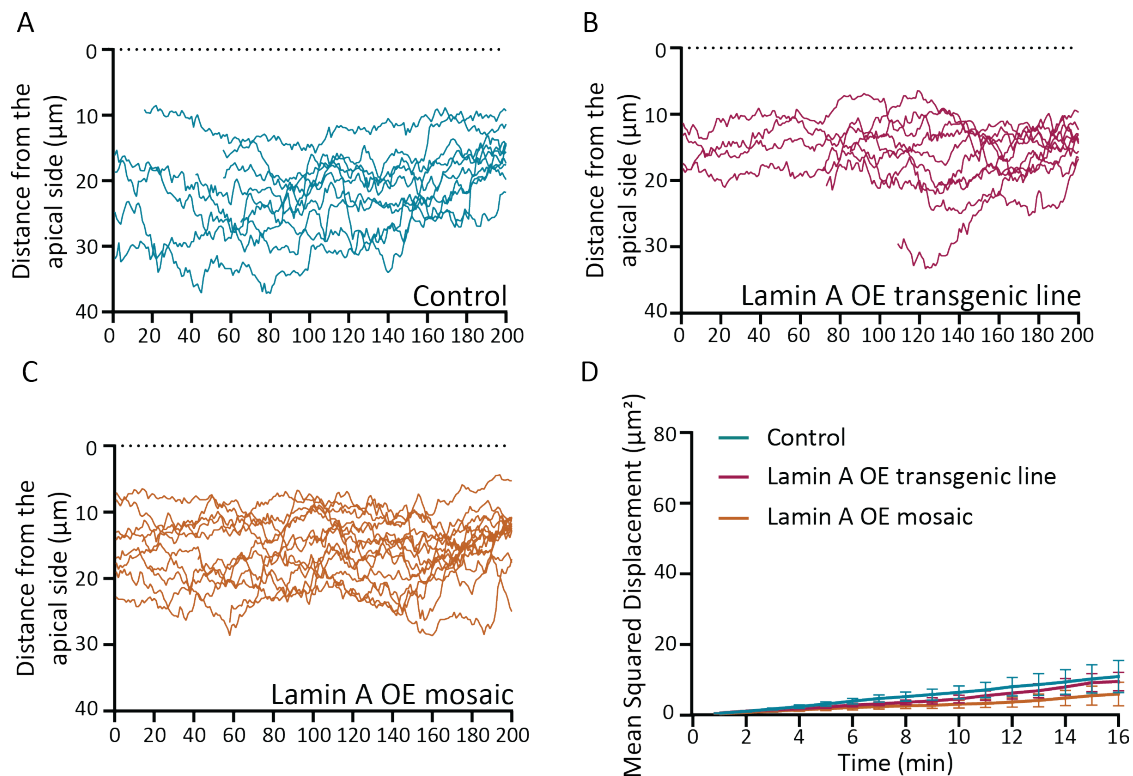 A
0
10
20
30
40
Distance from the
apical side (µm)
Control
0 20 40 60 80 100 120 140 160 180 200
B
0
10
20
30
40
Distance from the
apical side (µm)
Lamin A OE transgenic line
0 20 40 60 80 100 120 140 160 180 200
C
0
10
20
30
40
Distance from the
apical side (µm)
Lamin A OE mosaic
0 20 40 60 80 100 120 140 160 180 200
D
80
60
40
20
0
Mean Squared Displacement (µm²)
Control
Lamin A OE transgenic line
Lamin A OE mosaic
0 2 4 6 8 10 12 14 16
Time (min)